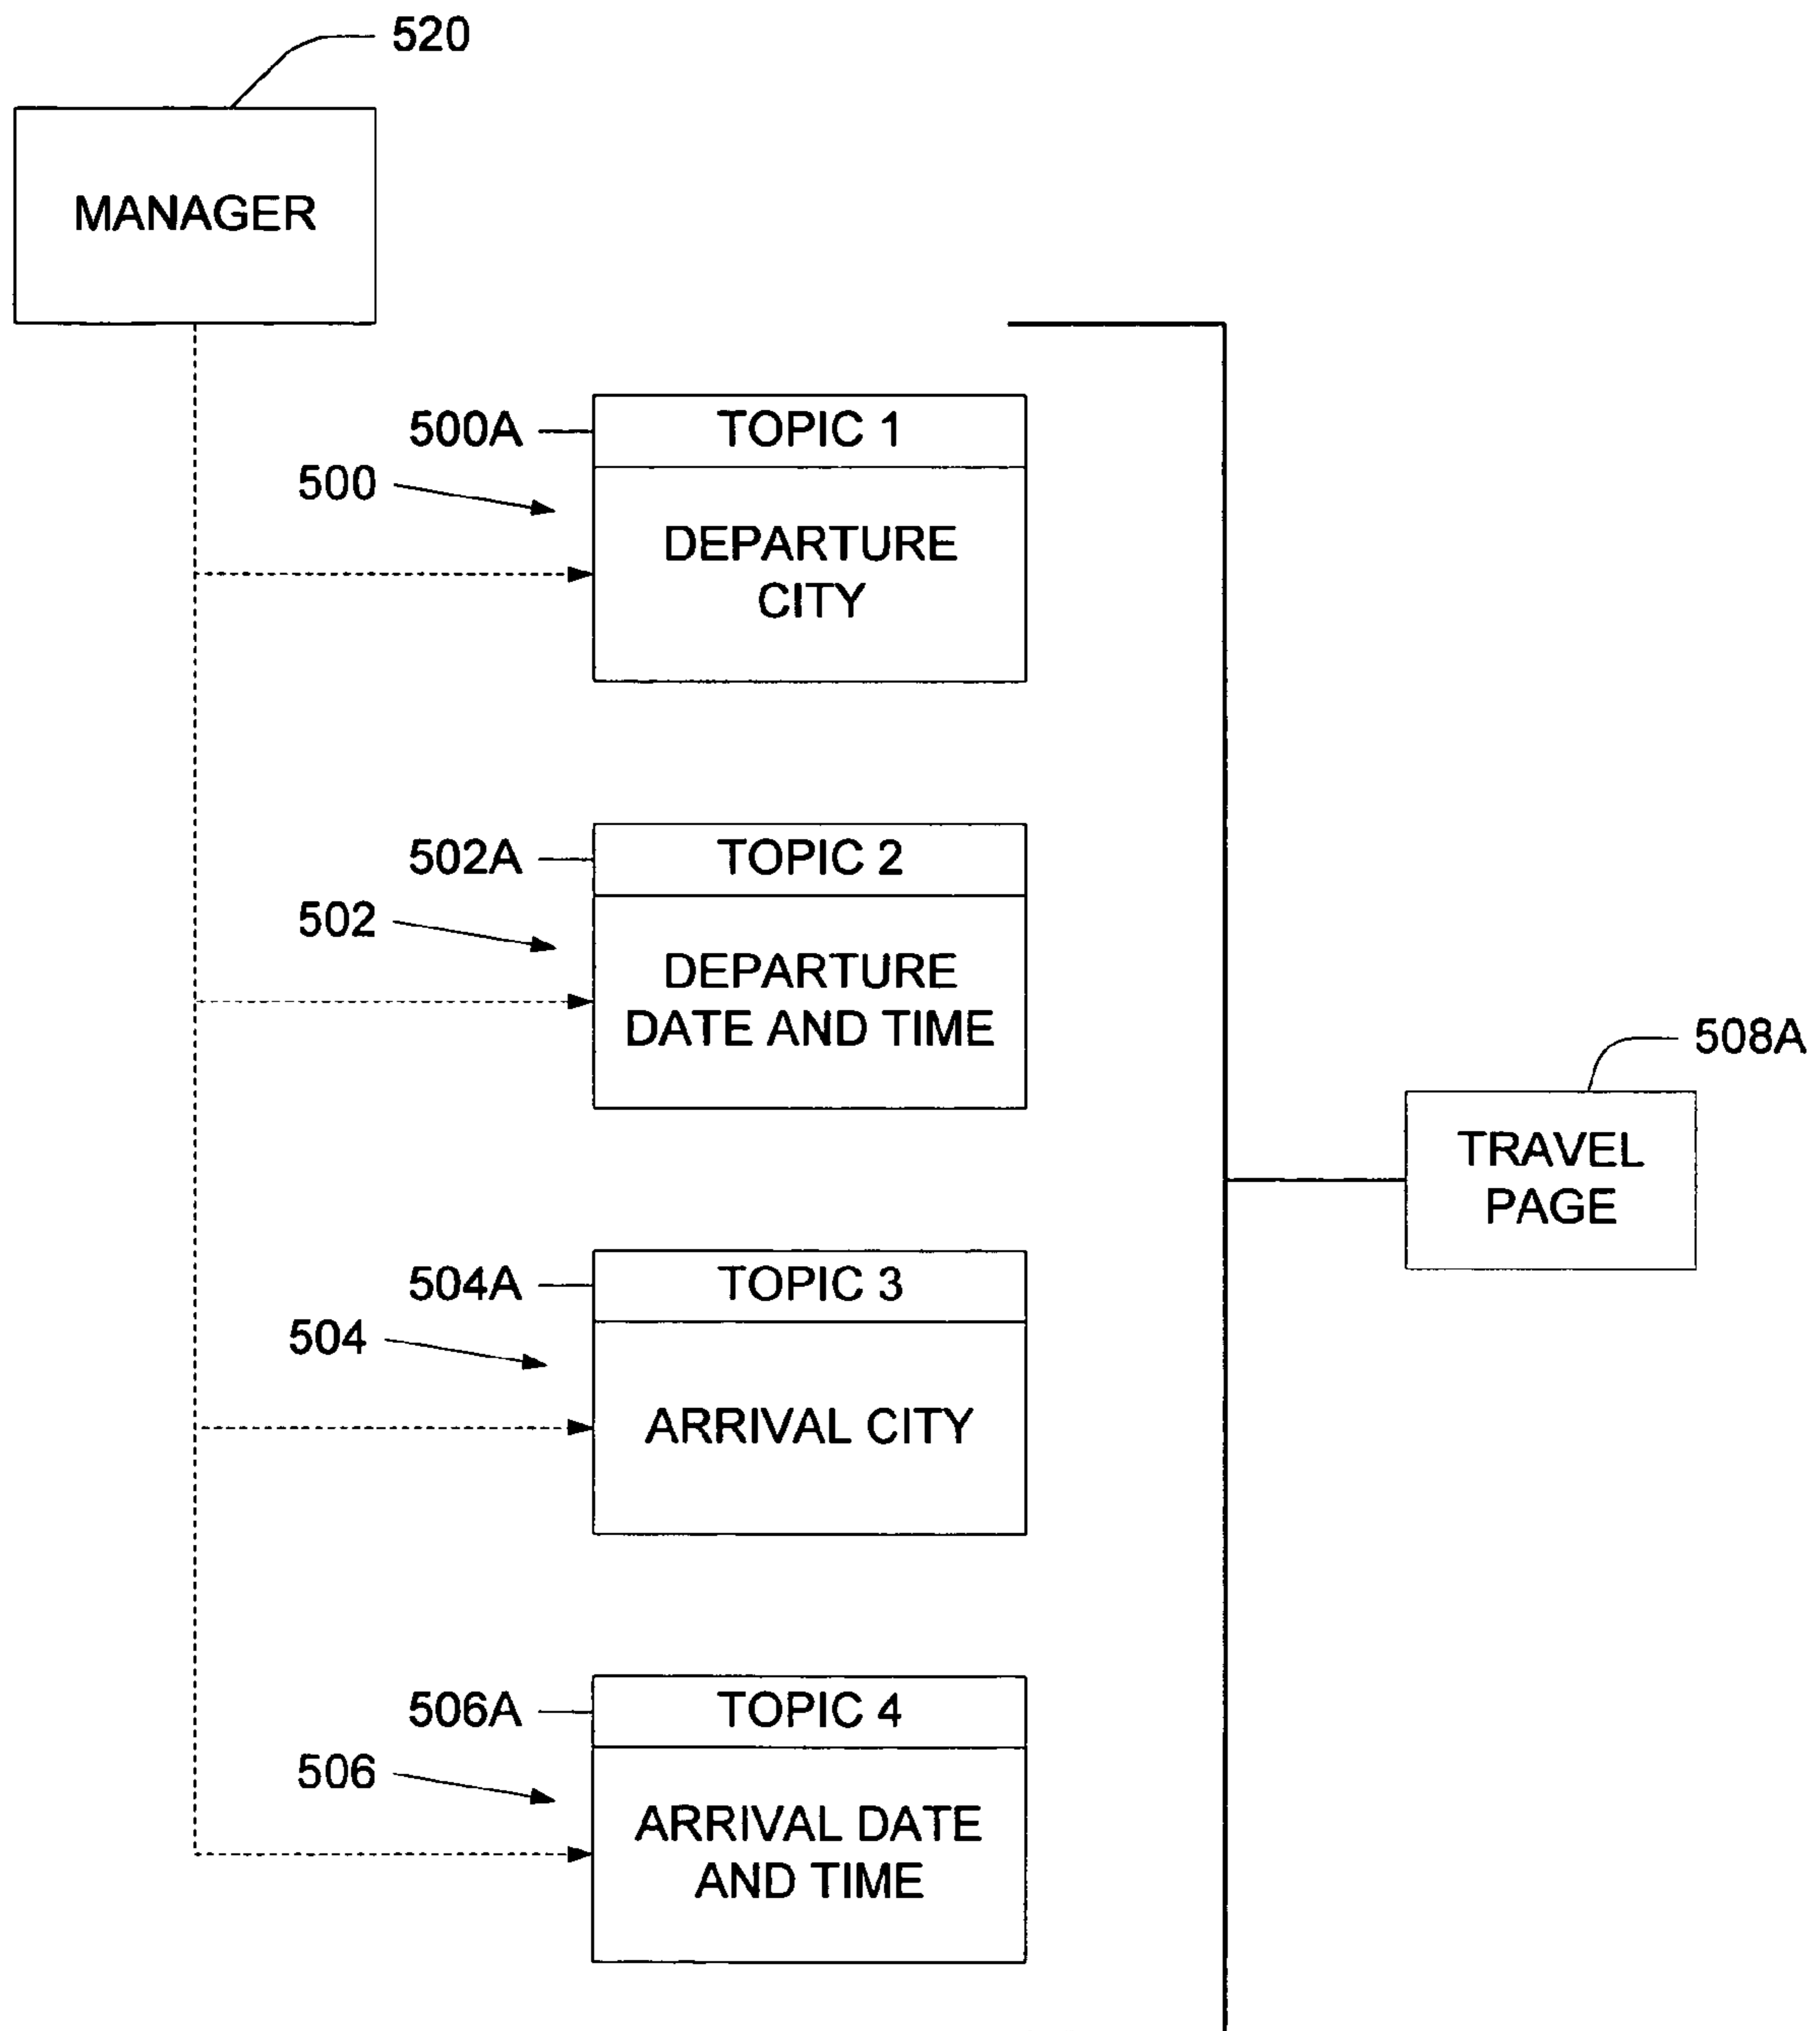 520
MANAGER
500A
TOPIC 1
500
DEPARTURE
CITY
502A
TOPIC 2
502
DEPARTURE
DATE AND TIME
508A
TRAVEL
PAGE
504A
TOPIC 3
504
ARRIVAL CITY
506A
TOPIC 4
506
ARRIVAL DATE
AND TIME